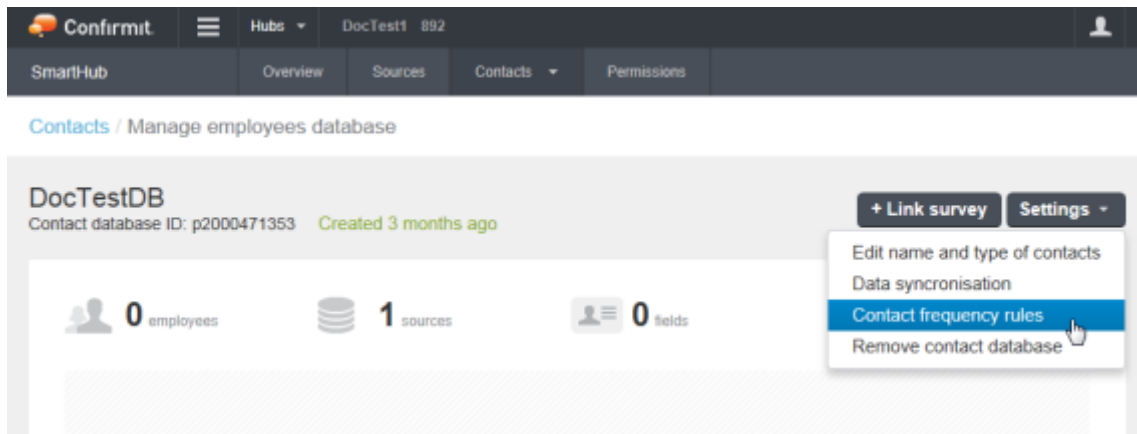 Confirmit. Hubs DocTest1 892
SmartHub Overview Sources Contacts Permissions
Contacts / Manage employees database
DocTestDB
Contact database ID: p2000471353 Created 3 months ago
+ Link survey Settings
Edit name and type of contacts
Data syncronisation
Contact frequency rules
Remove contact database
0 employees 1 sources 0 fields